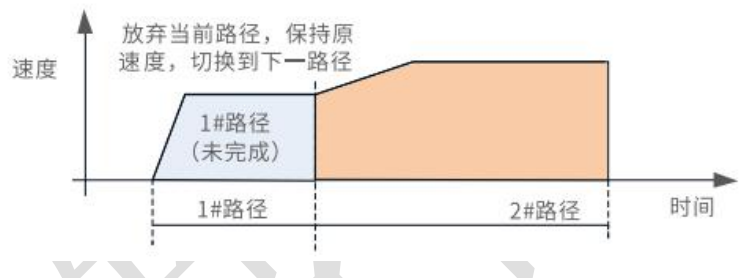 放弃当前路径，保持原
速度，切换到下一路径
速度
1#路径
（未完成）
1#路径
2#路径
时间